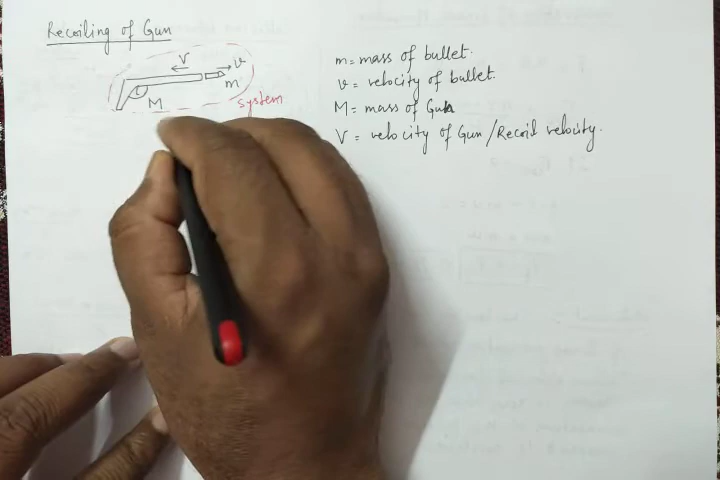 Recoiling of Gun
V
v
m
M
system
m = mass of bullet.
v = velocity of bullet.
M = mass of Gun
V = velocity of Gun / Recoil velocity.